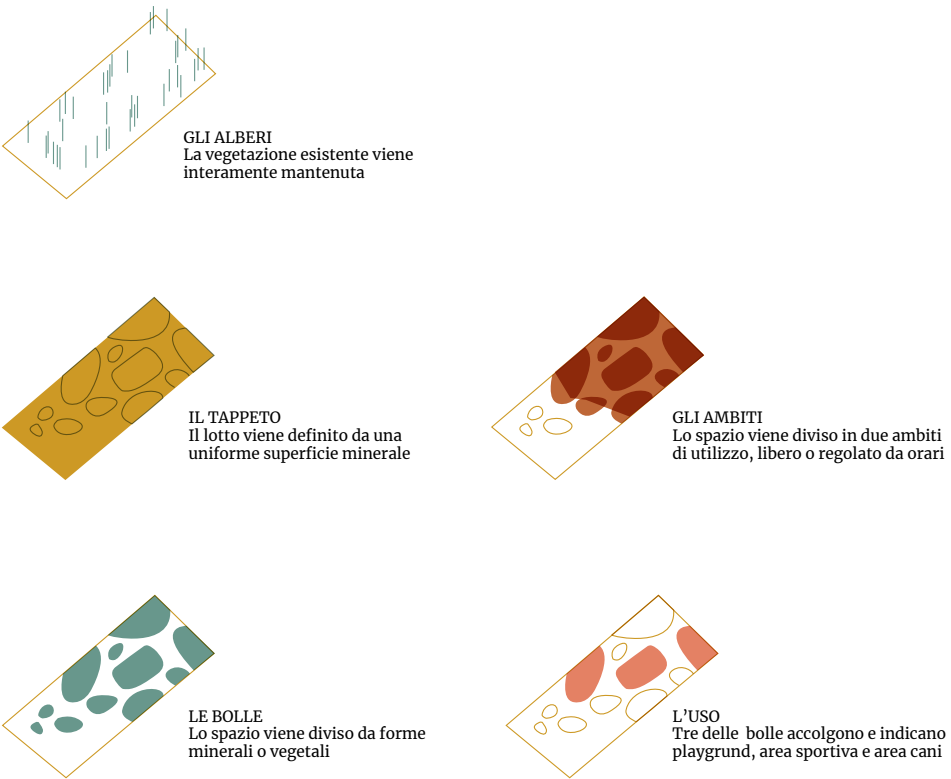 GLI ALBERI
La vegetazione esistente viene
interamente mantenuta
IL TAPPETO
Il lotto viene definito da una
uniforme superficie minerale
GLI AMBITI
Lo spazio viene diviso in due ambiti
di utilizzo, libero o regolato da orari
LE BOLLE
Lo spazio viene diviso da forme
minerali o vegetali
L’USO
Tre delle  bolle accolgono e indicano
playgrund, area sportiva e area cani